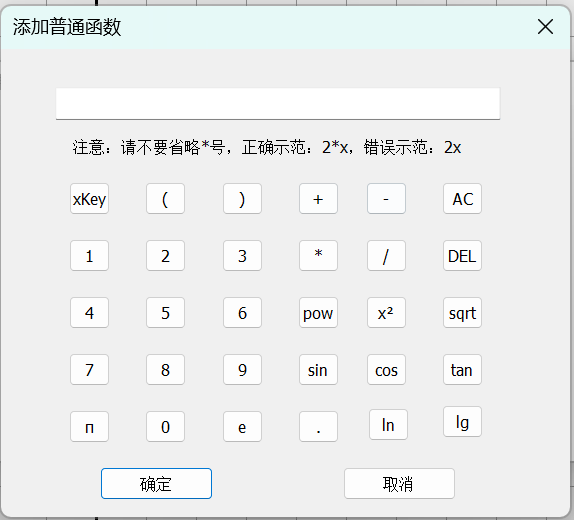 添加普通函数
注意：请不要省略*号，正确示范：2*x，错误示范：2x
xKey ( ) + - AC
1 2 3 * / DEL
4 5 6 pow x² sqrt
7 8 9 sin cos tan
п 0 e . ln lg
确定 取消